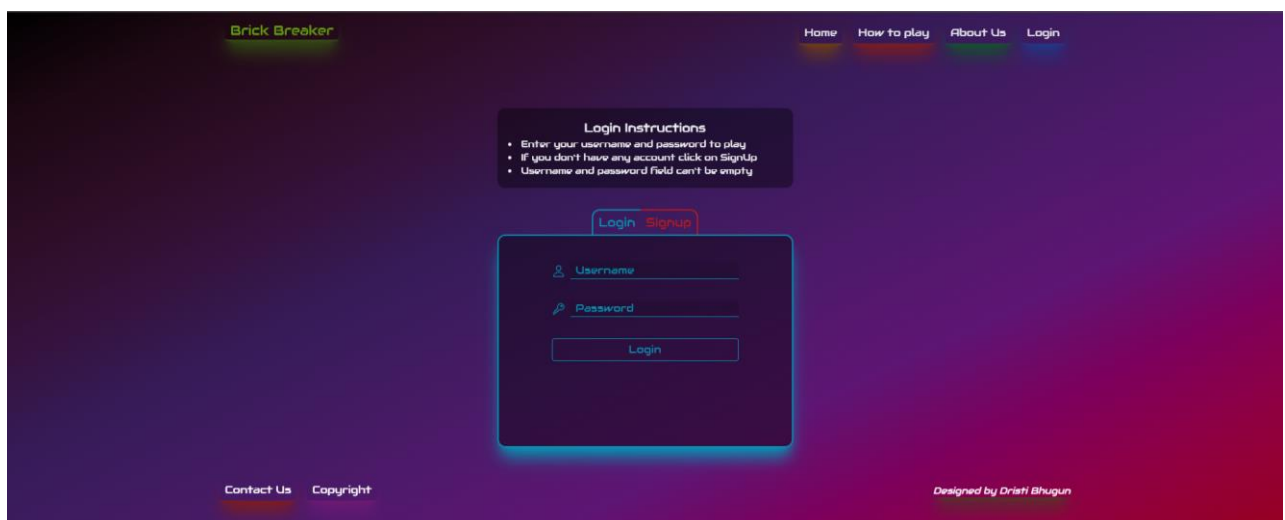 Brick Breaker
Home How to play About Us Login
Login Instructions
• Enter your username and password to play
• If you don't have any account click on SignUp
• Username and password field can't be empty
Login Signup
Username
Password
Login
Contact Us Copyright
Designed by Dristi Bhugun